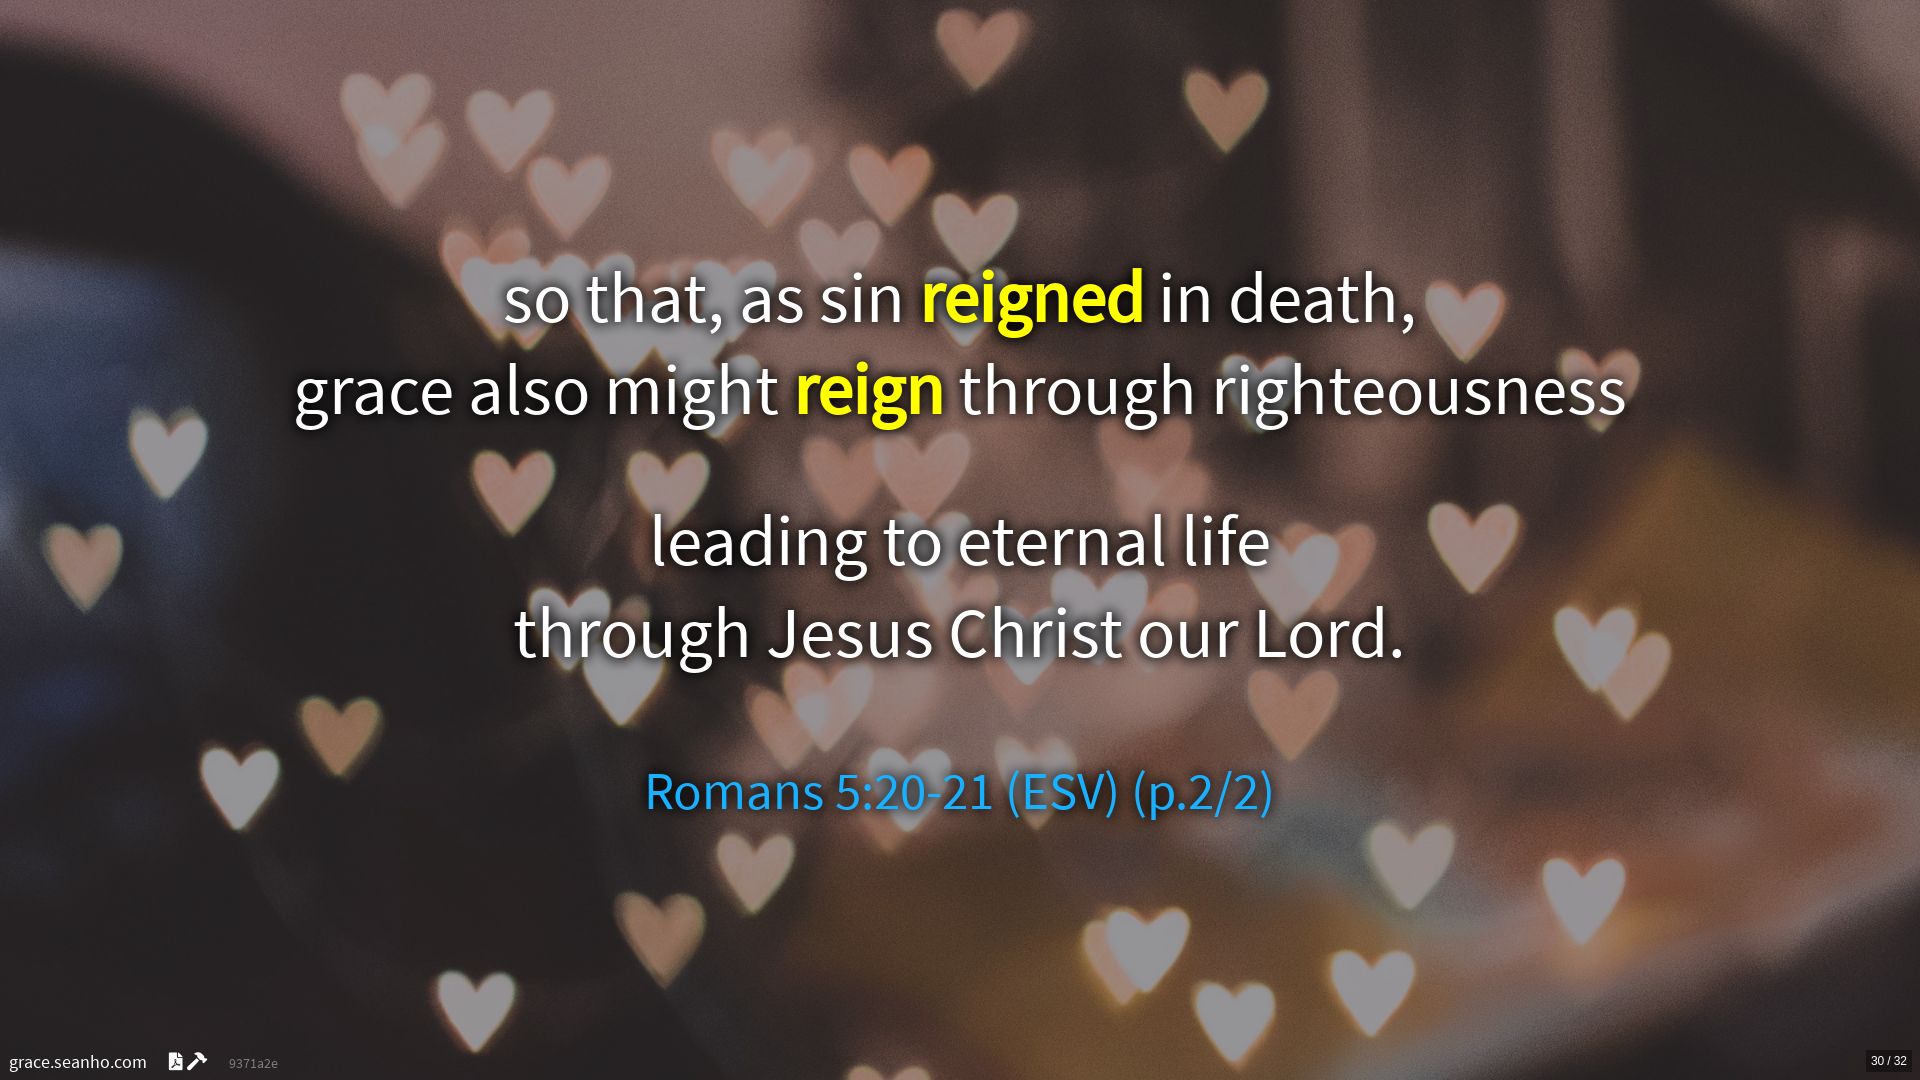 so that, as sin reigned in death,
grace also might reign through righteousness
leading to eternal life
through Jesus Christ our Lord.
Romans 5:20-21 (ESV) (p.2/2)
grace.seanho.com 9371a2e
30 / 32